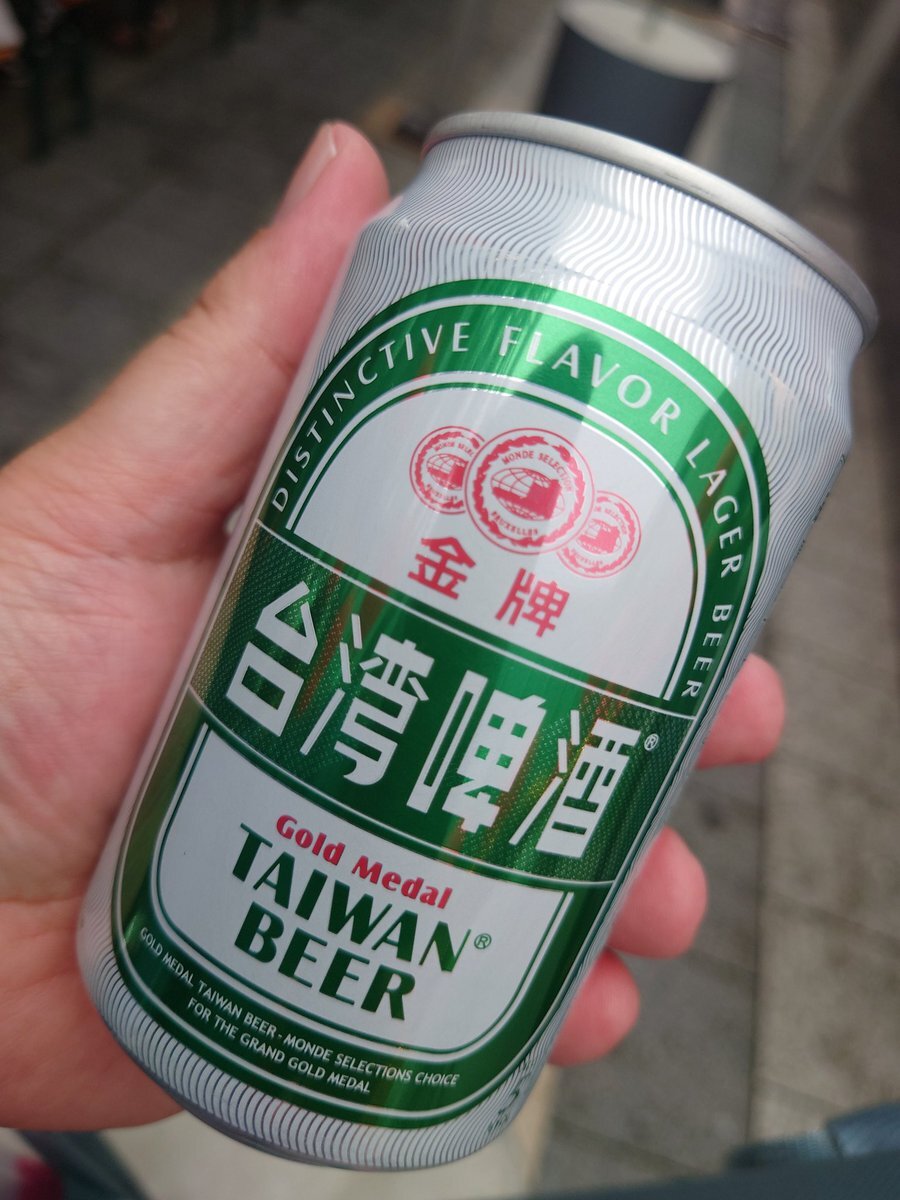 DISTINCTIVE FLAVOR LAGER BEER
MONDE SELECTION
BRUXELLES
金牌
台湾啤酒®
Gold Medal
TAIWAN
BEER®
GOLD MEDAL TAIWAN BEER-MONDE SELECTIONS CHOICE
FOR THE GRAND GOLD MEDAL